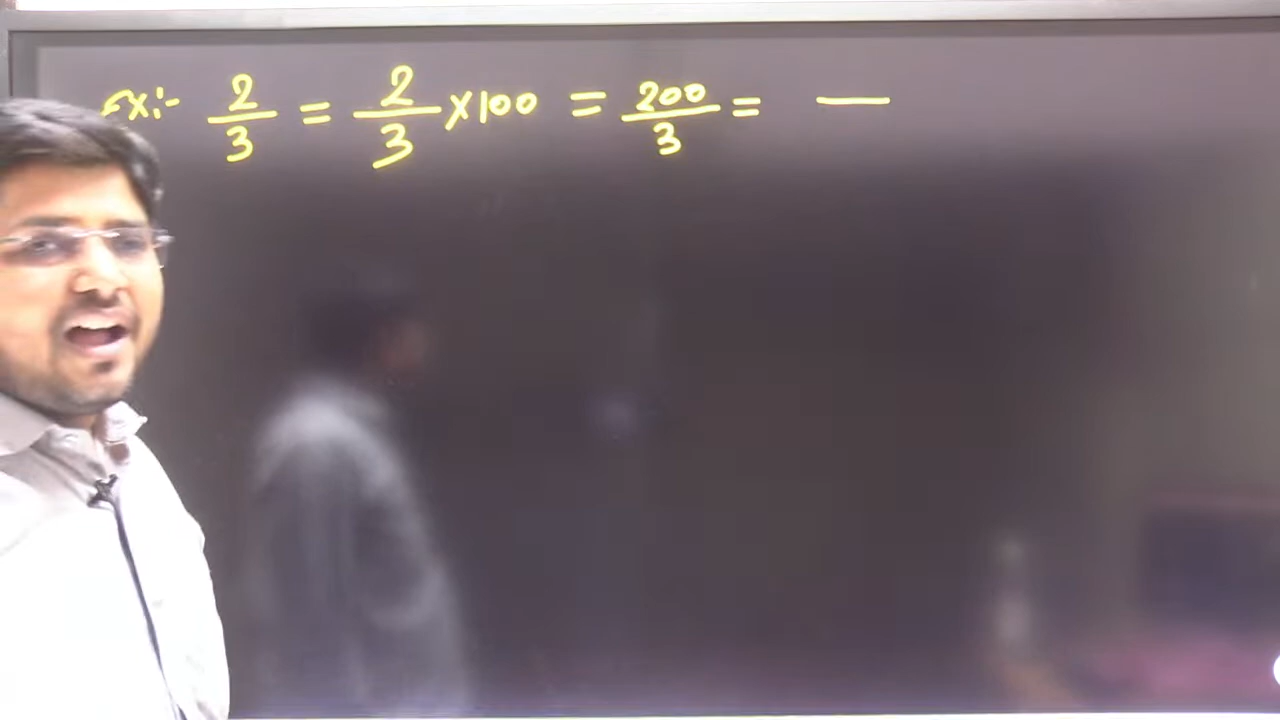 Ex:- 2/3 = 2/3 × 100 = 200/3 = —